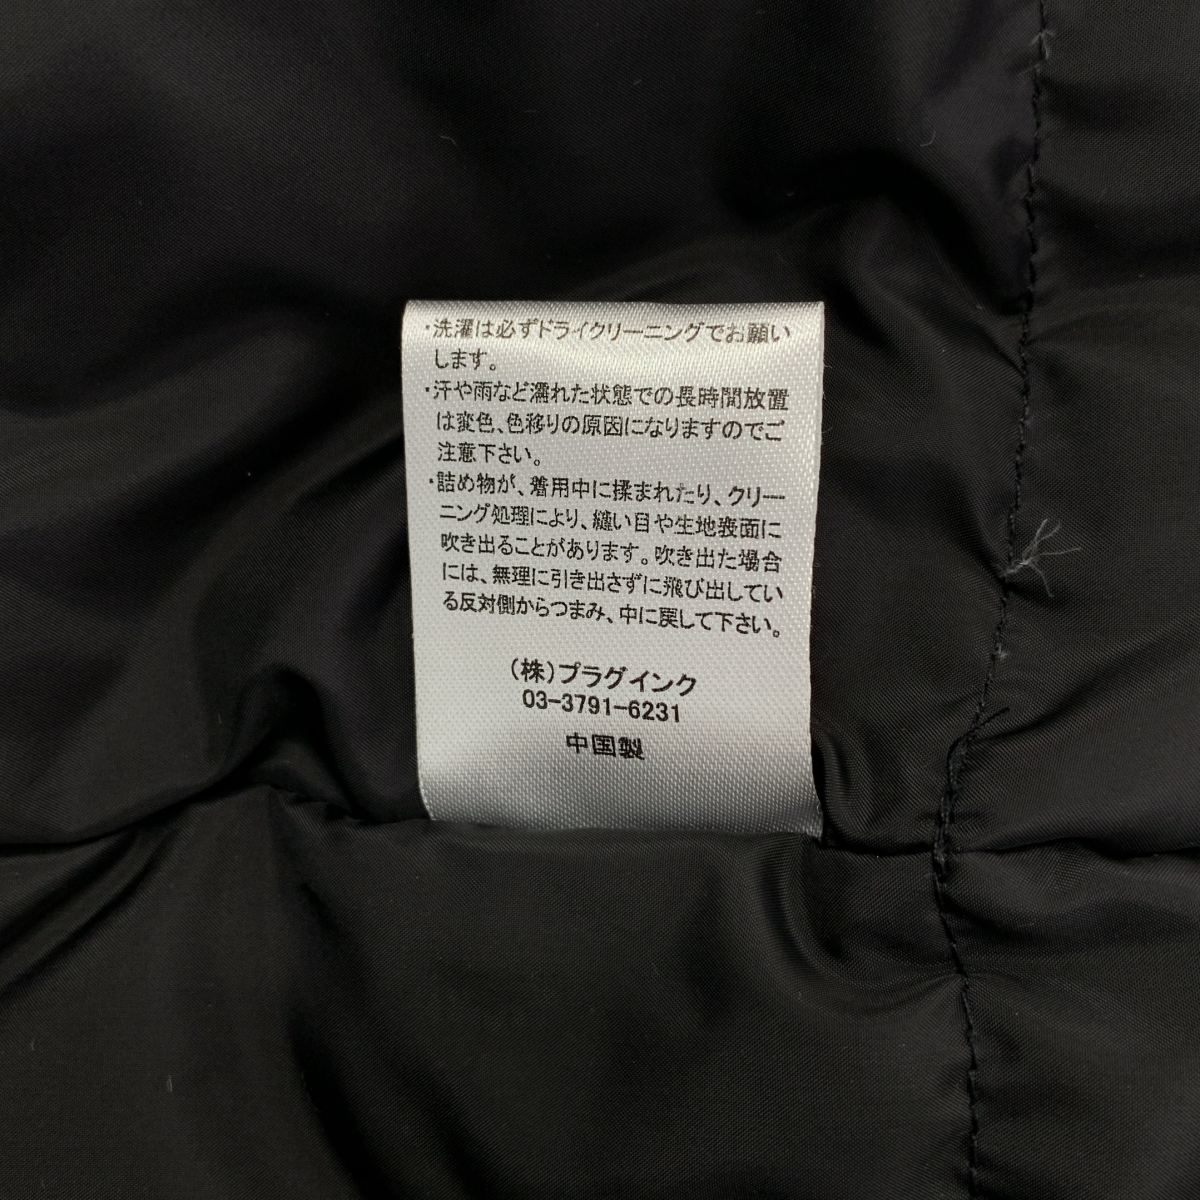 ・洗濯は必ずドライクリーニングでお願い
します。
・汗や雨など濡れた状態での長時間放置
は変色、色移りの原因になりますのでご
注意下さい。
・詰め物が、着用中に揉まれたり、クリー
ニング処理により、縫い目や生地表面に
吹き出ることがあります。吹き出た場合
には、無理に引き出さずに飛び出してい
る反対側からつまみ、中に戻して下さい。
(株)プラグインク
03-3791-6231
中国製